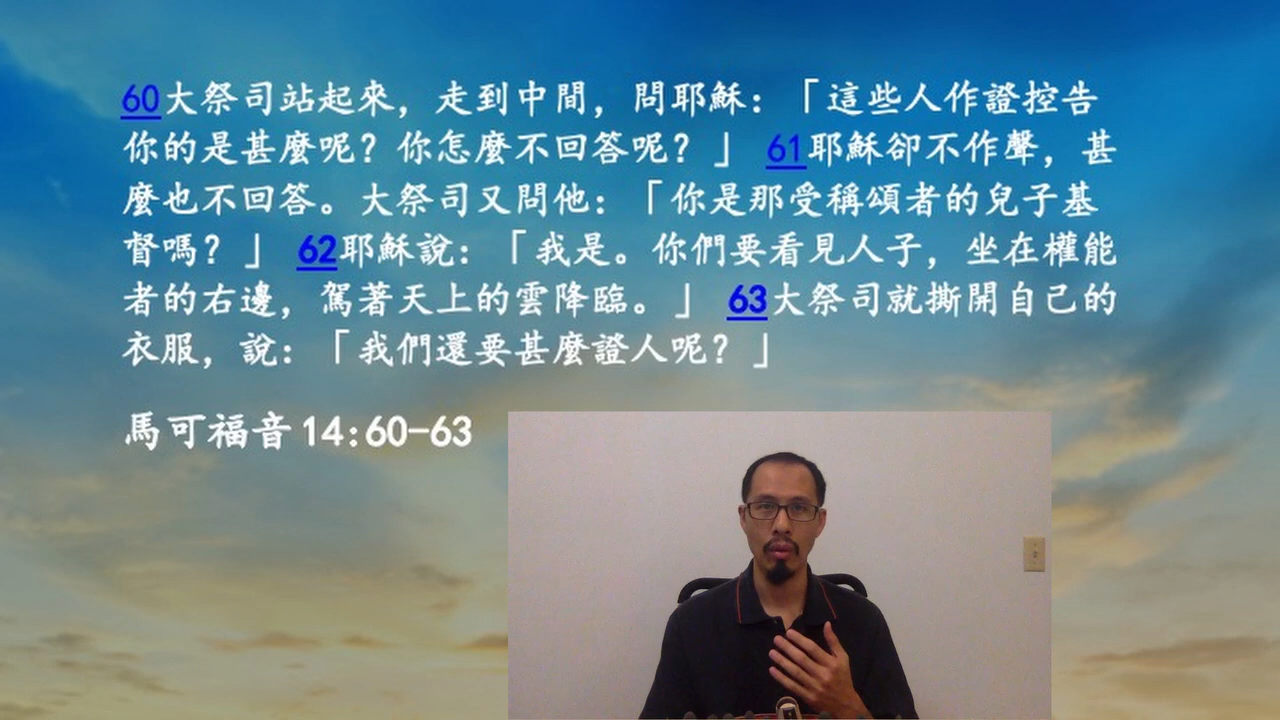 60大祭司站起來，走到中間，問耶穌：「這些人作證控告
你的是甚麼呢？你怎麼不回答呢？」 61耶穌卻不作聲，甚
麼也不回答。大祭司又問他：「你是那受稱頌者的兒子基
督嗎？」 62耶穌說：「我是。你們要看見人子，坐在權能
者的右邊，駕著天上的雲降臨。」 63大祭司就撕開自己的
衣服，說：「我們還要甚麼證人呢？」
馬可福音 14:60-63